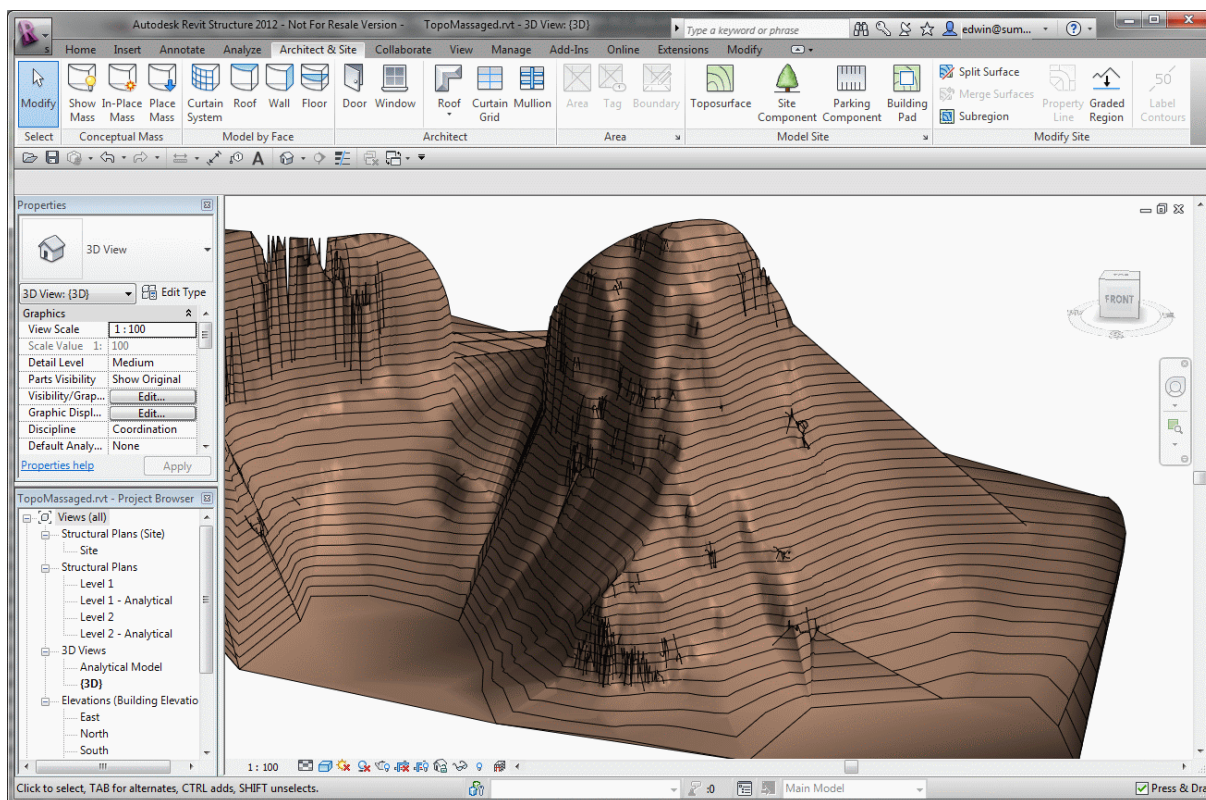 Autodesk Revit Structure 2012 - Not For Resale Version - TopoMassaged.rvt - 3D View: {3D}
Type a keyword or phrase
edwin@sum...
Home Insert Annotate Analyze Architect & Site Collaborate View Manage Add-Ins Online Extensions Modify
Modify
Show Mass
In-Place Mass
Place Mass
Curtain System
Roof
Wall
Floor
Door
Window
Roof
Curtain Grid
Mullion
Area
Tag
Boundary
Toposurface
Site Component
Parking Component
Building Pad
Split Surface
Merge Surfaces
Subregion
Property Line
Graded Region
Label Contours
Select Conceptual Mass Model by Face Architect Area Model Site Modify Site
Properties
3D View
3D View: {3D} Edit Type
Graphics
View Scale 1 : 100
Scale Value 1: 100
Detail Level Medium
Parts Visibility Show Original
Visibility/Grap... Edit...
Graphic Displ... Edit...
Discipline Coordination
Default Analy... None
Properties help Apply
TopoMassaged.rvt - Project Browser
Views (all)
Structural Plans (Site)
Site
Structural Plans
Level 1
Level 1 - Analytical
Level 2
Level 2 - Analytical
3D Views
Analytical Model
{3D}
Elevations (Building Elevatio
East
North
South
FRONT
1 : 100
Click to select, TAB for alternates, CTRL adds, SHIFT unselects.
:0
Main Model
Press & Dra